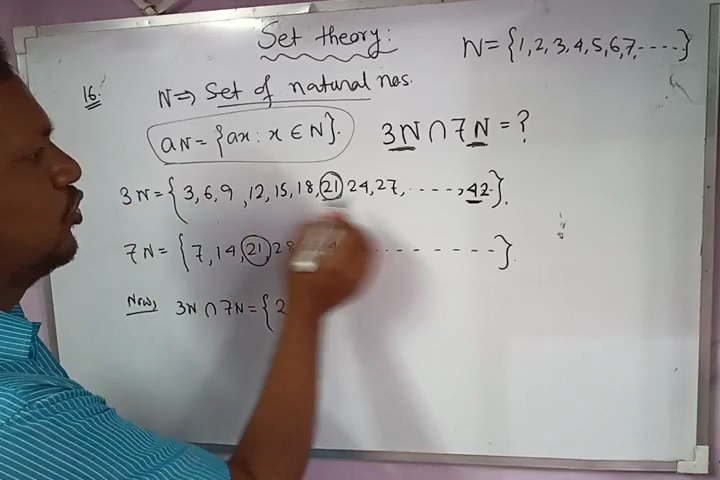 Set theory:
N = {1, 2, 3, 4, 5, 6, 7, ----}
16. N ⇒ Set of natural nos.
aN = {ax : x ∈ N}. 3N ∩ 7N = ?
3N = {3, 6, 9, 12, 15, 18, 21 24, 27, -----, 42}.
7N = {7, 14, 21, 28 --------}.
Now, 3N ∩ 7N = {2